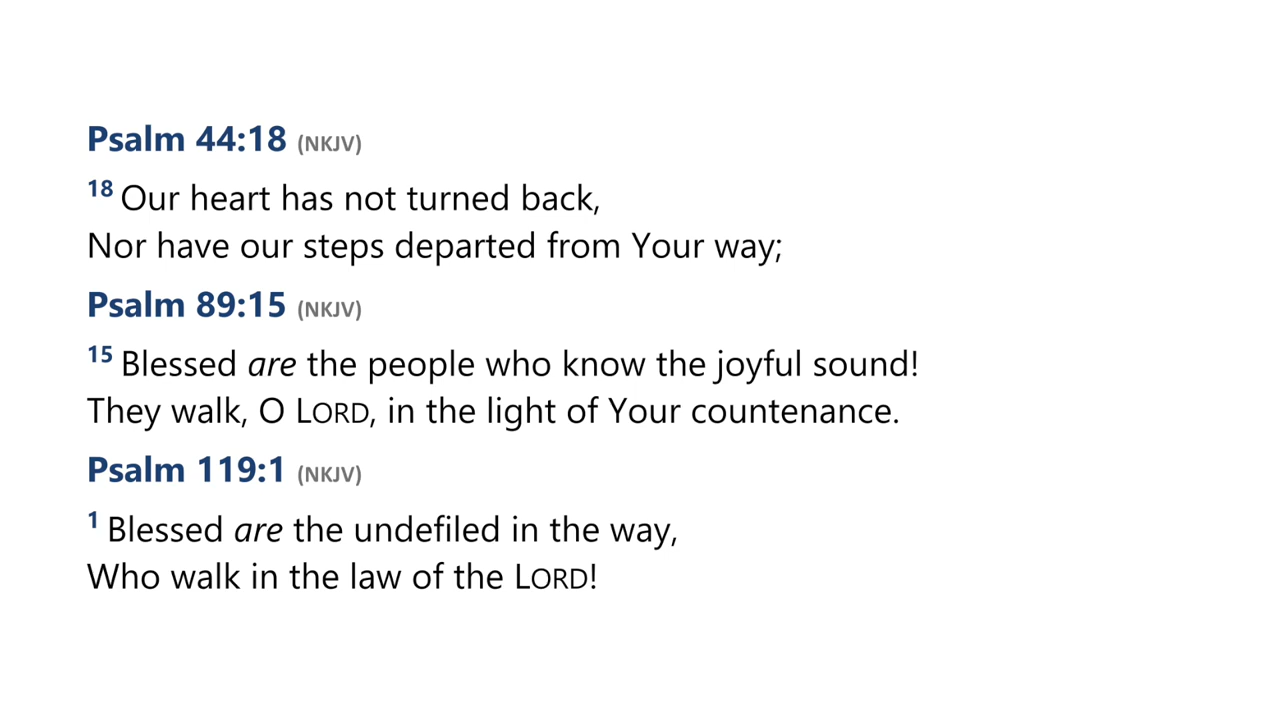 Psalm 44:18 (NKJV)
18 Our heart has not turned back,
Nor have our steps departed from Your way;
Psalm 89:15 (NKJV)
15 Blessed are the people who know the joyful sound!
They walk, O LORD, in the light of Your countenance.
Psalm 119:1 (NKJV)
1 Blessed are the undefiled in the way,
Who walk in the law of the LORD!